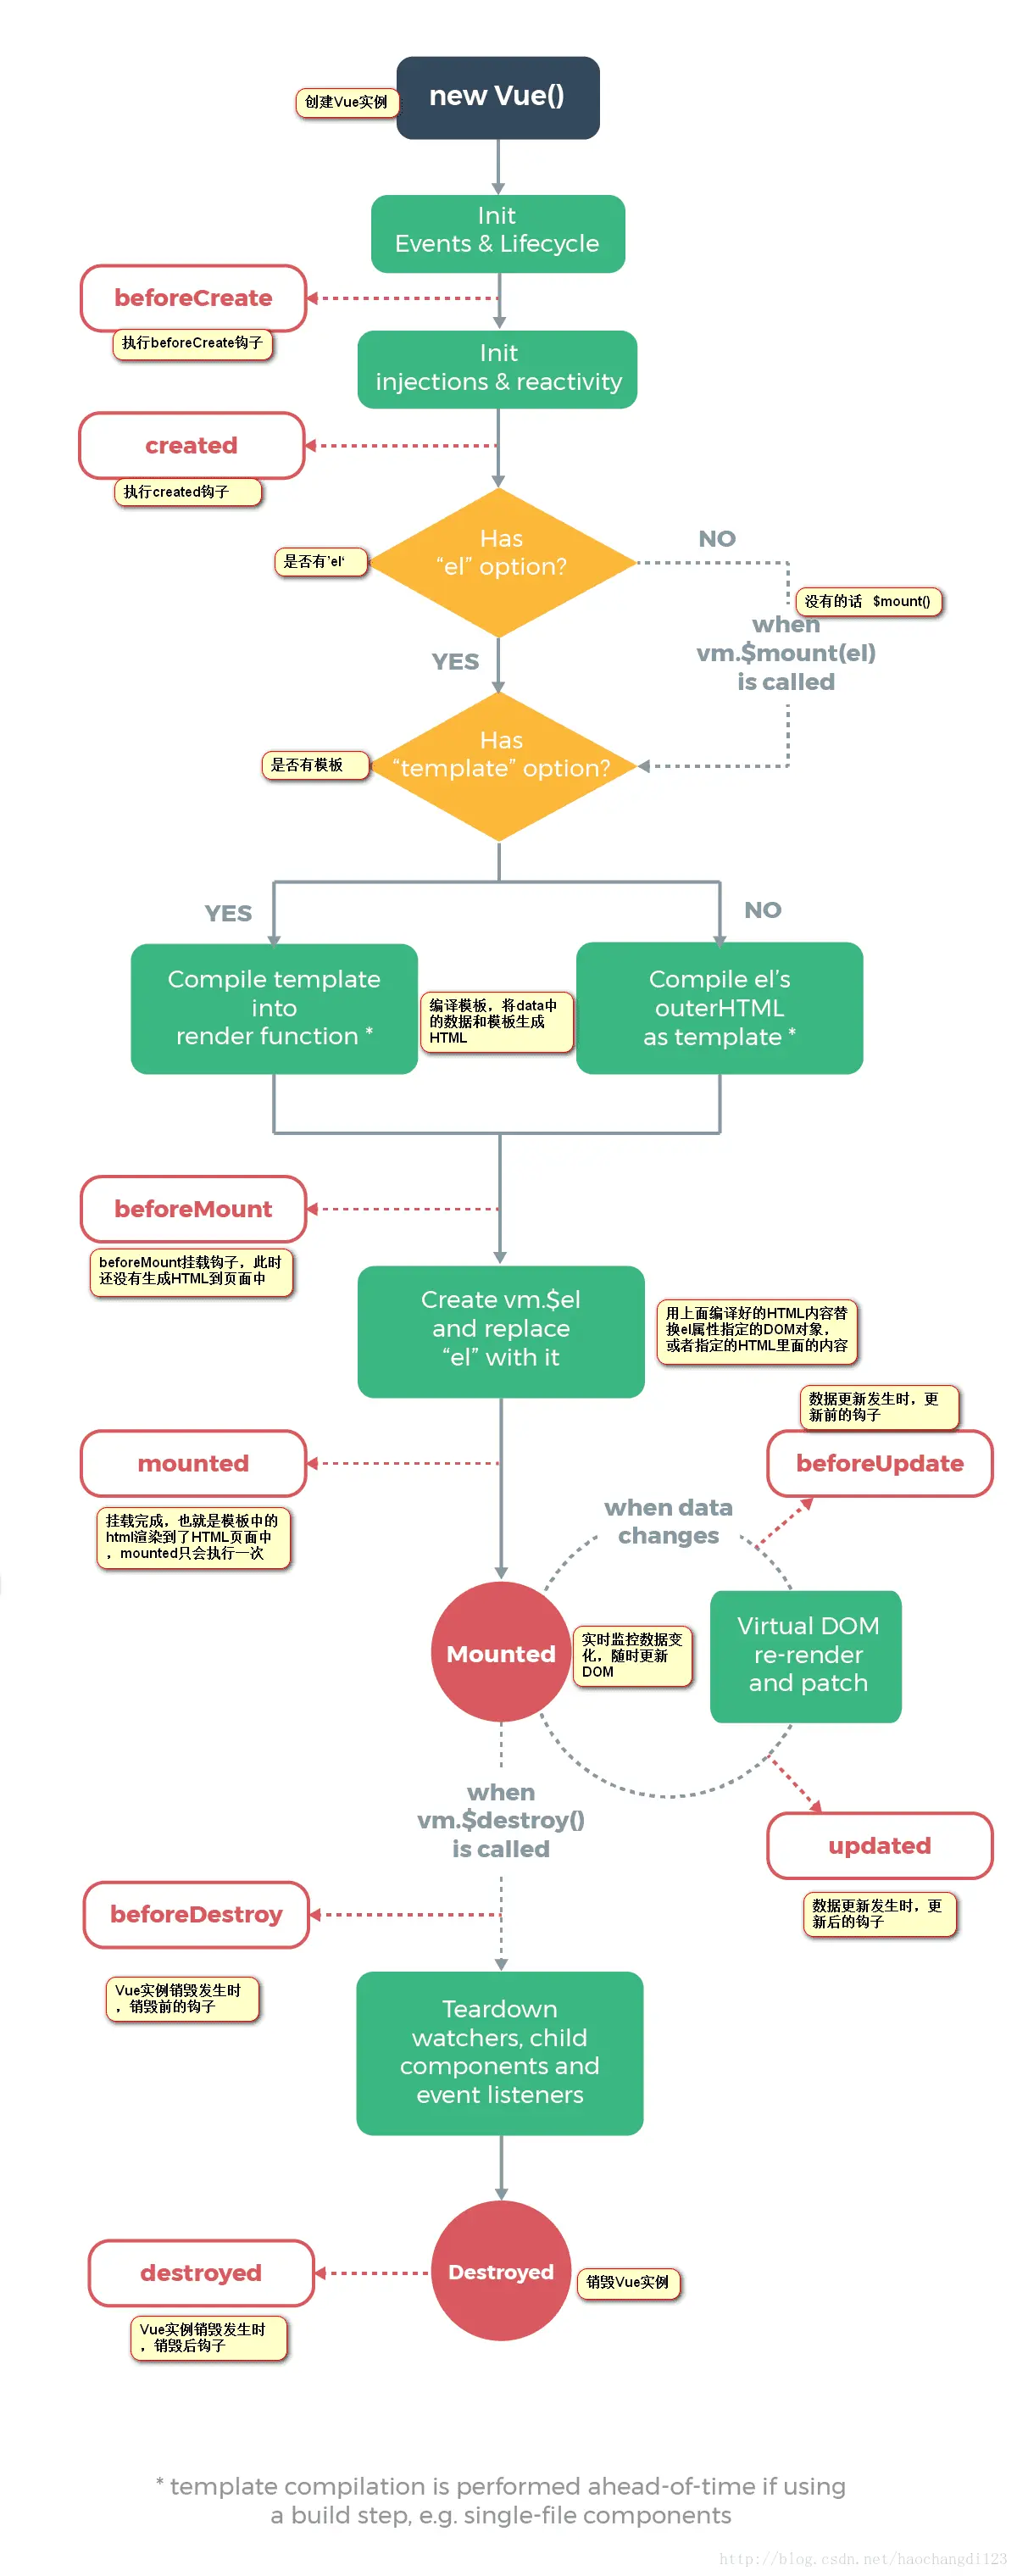 new Vue()
创建Vue实例
Init
Events & Lifecycle
beforeCreate
执行beforeCreate钩子
Init
injections & reactivity
created
执行created钩子
Has
“el” option?
是否有'el‘
NO
没有的话 $mount()
when
vm.$mount(el)
is called
YES
Has
“template” option?
是否有模板
YES
NO
Compile template
into
render function *
编译模板，将data中
的数据和模板生成
HTML
Compile el’s
outerHTML
as template *
beforeMount
beforeMount挂载钩子，此时
还没有生成HTML到页面中
Create vm.$el
and replace
“el” with it
用上面编译好的HTML内容替
换el属性指定的DOM对象，
或者指定的HTML里面的内容
数据更新发生时，更
新前的钩子
mounted
beforeUpdate
挂载完成，也就是模板中的
html渲染到了HTML页面中
，mounted只会执行一次
when data
changes
Mounted
实时监控数据变
化，随时更新
DOM
Virtual DOM
re-render
and patch
when
vm.$destroy()
is called
updated
数据更新发生时，更
新后的钩子
beforeDestroy
Vue实例销毁发生时
，销毁前的钩子
Teardown
watchers, child
components and
event listeners
destroyed
Destroyed
销毁Vue实例
Vue实例销毁发生时
，销毁后钩子
* template compilation is performed ahead-of-time if using
a build step, e.g. single-file components
http://blog.csdn.net/haochangdi123